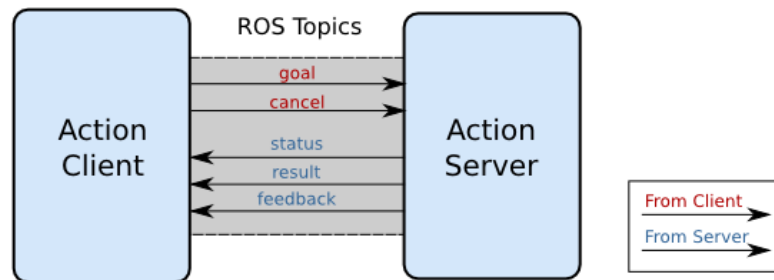 ROS Topics
Action
Client
goal
cancel
status
result
feedback
Action
Server
From Client
From Server